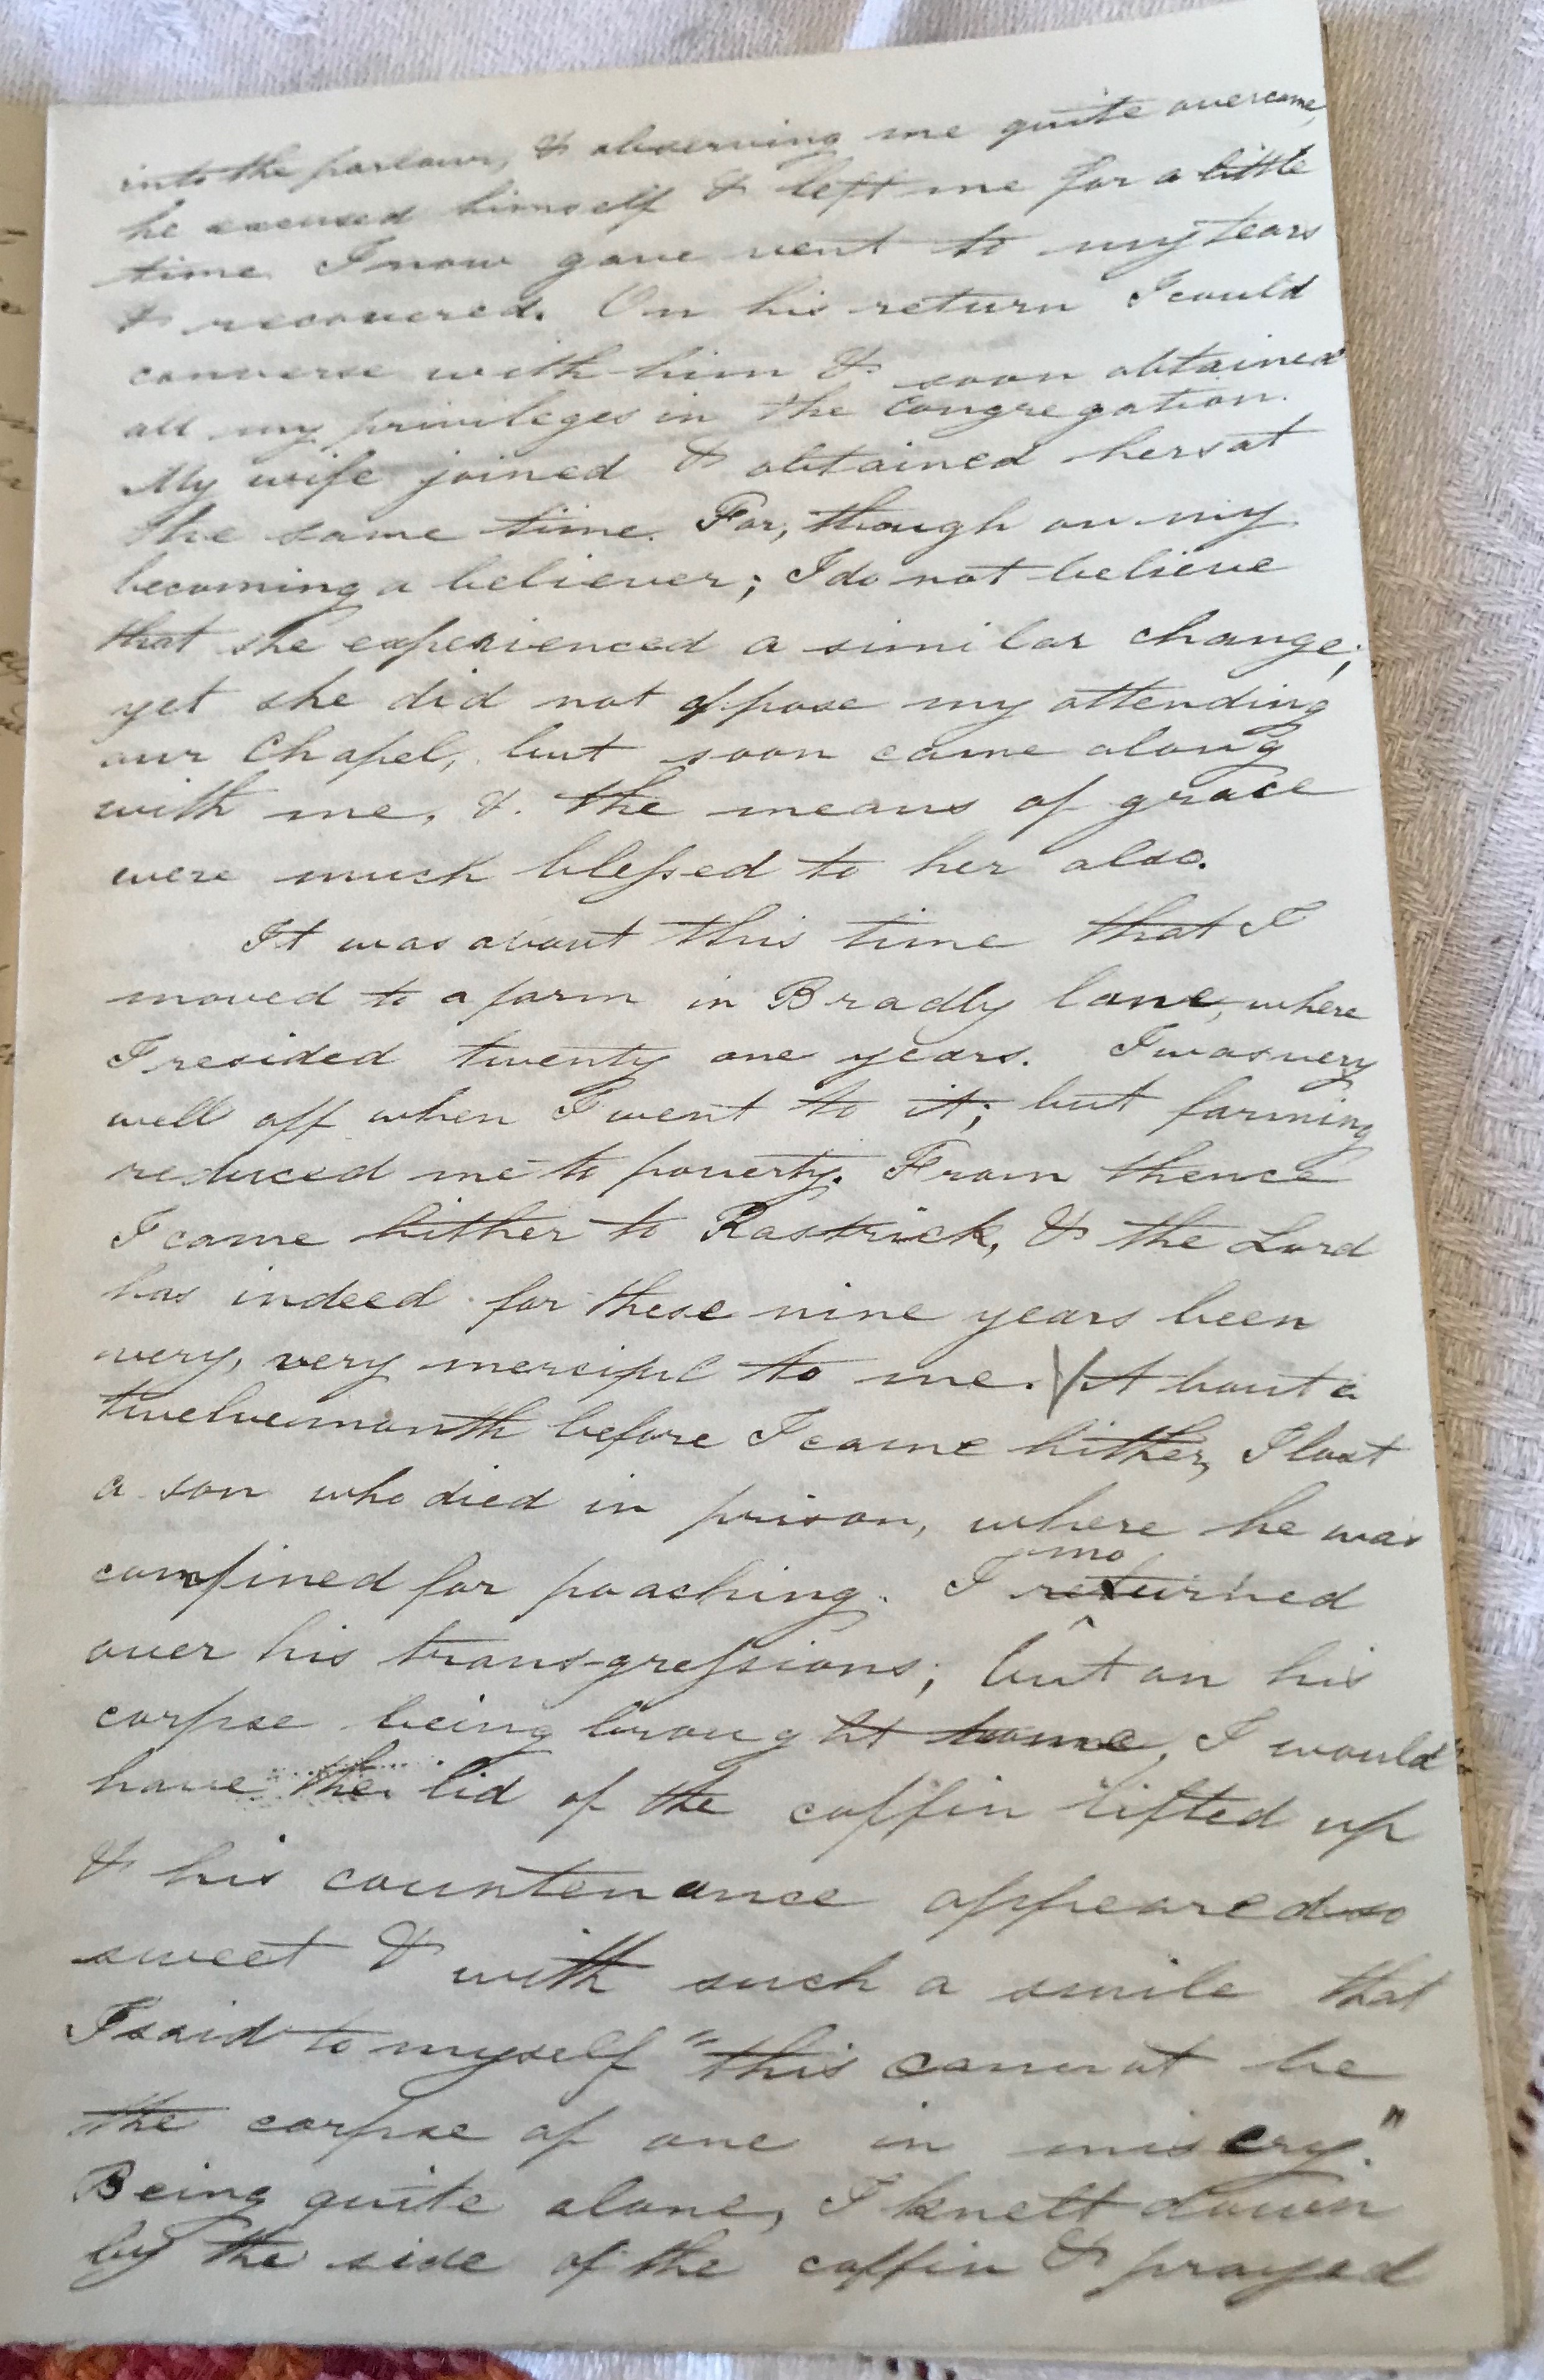 into the parlour, & observing me quite overcome,
he excused himself & left me for a little
time. I now gave vent to my tears
& recovered. On his return I could
converse with him & soon obtained
all my privileges in the congregation.
My wife joined & obtained hers at
the same time. For, though on my
becoming a believer; I do not believe
that she experienced a similar change;
yet she did not oppose my attending
our Chapel, but soon came along
with me, & the means of grace
were much blessed to her also.
It was about this time that I
moved to a farm in Bradly lane, where
I resided twenty one years. I was very
well off when I went to it; but farming
reduced me to poverty. From thence
I came hither to Rastrick, & the Lord
has indeed for these nine years been
very, very merciful to me. \/ About a
twelvemonth before I came hither, I lost
a son who died in prison, where he was
confined for poaching. I mourned
over his trans-gressions; but on his
corpse being brought home, I would
have the lid of the coffin lifted up
& his countenance appeared so
sweet & with such a smile that
I said to myself "this cannot be
the corpse of one in misery."
Being quite alone, I knelt down
by the side of the coffin & prayed